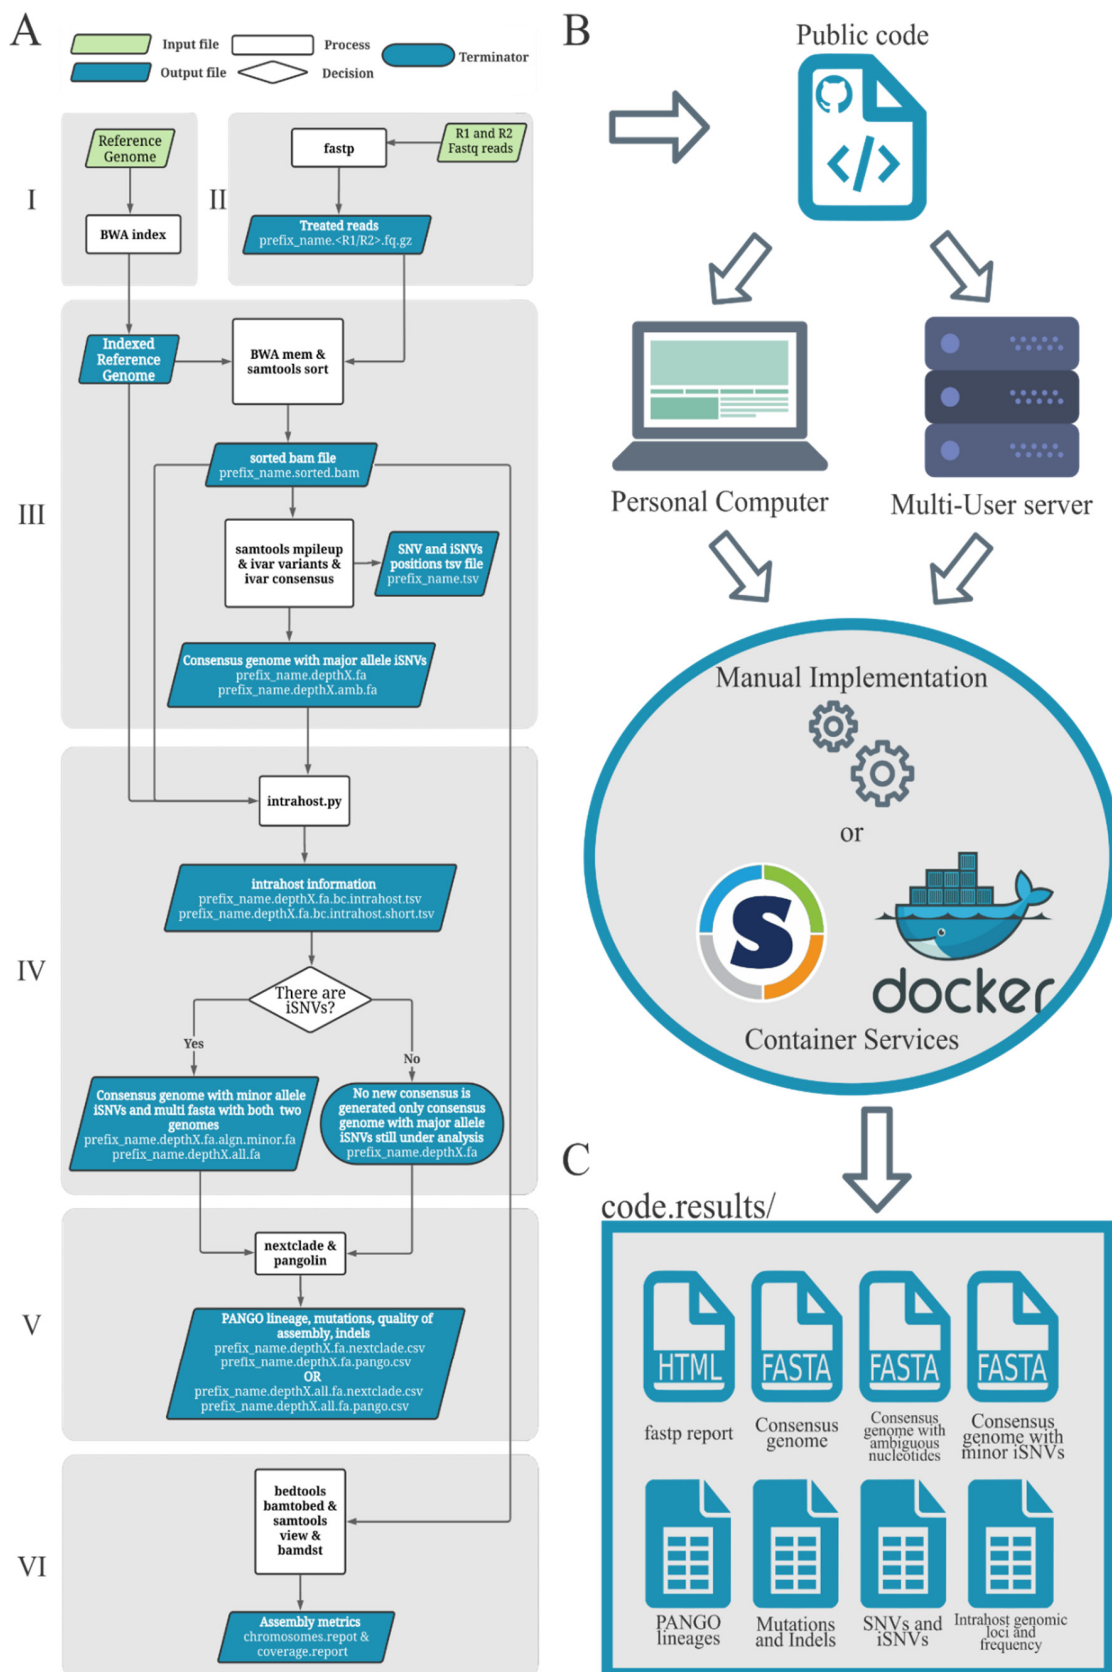 A
Input file
Process
Terminator
Output file
Decision
I
Reference
Genome
BWA index
II
fastp
R1 and R2
Fastq reads
Treated reads
prefix_name.<R1/R2>.fq.gz
III
Indexed
Reference
Genome
BWA mem &
samtools sort
sorted bam file
prefix_name.sorted.bam
samtools mpileup
& ivar variants &
ivar consensus
SNV and iSNVs
positions tsv file
prefix_name.tsv
Consensus genome with major allele iSNVs
prefix_name.depthX.fa
prefix_name.depthX.amb.fa
IV
intrahost.py
intrahost information
prefix_name.depthX.fa.bc.intrahost.tsv
prefix_name.depthX.fa.bc.intrahost.short.tsv
There are
iSNVs?
Yes
No
Consensus genome with minor allele
iSNVs and multi fasta with both two
genomes
prefix_name.depthX.fa.algn.minor.fa
prefix_name.depthX.all.fa
No new consensus is
generated only consensus
genome with major allele
iSNVs still under analysis
prefix_name.depthX.fa
V
nextclade &
pangolin
PANGO lineage, mutations, quality of
assembly, indels
prefix_name.depthX.fa.nextclade.csv
prefix_name.depthX.fa.pango.csv
OR
prefix_name.depthX.all.fa.nextclade.csv
prefix_name.depthX.all.fa.pango.csv
VI
bedtools
bamtobed &
samtools
view &
bamdst
Assembly metrics
chromosomes.repot &
coverage.report
B
Public code
</>
Personal Computer
Multi-User server
Manual Implementation
or
S
docker
Container Services
C
code.results/
HTML
FASTA
FASTA
FASTA
fastp report
Consensus
genome
Consensus
genome with
ambiguous
nucleotides
Consensus
genome with
minor iSNVs
PANGO
lineages
Mutations
and Indels
SNVs and
iSNVs
Intrahost genomic
loci and
frequency